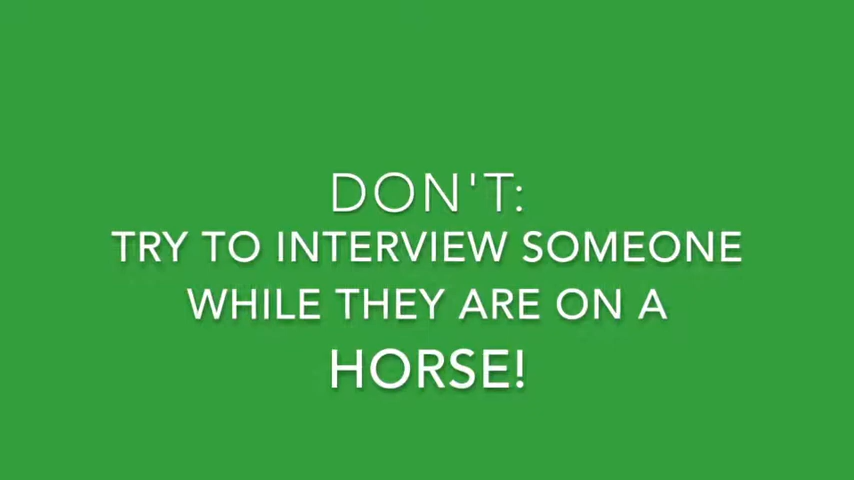 DON'T:
TRY TO INTERVIEW SOMEONE
WHILE THEY ARE ON A
HORSE!